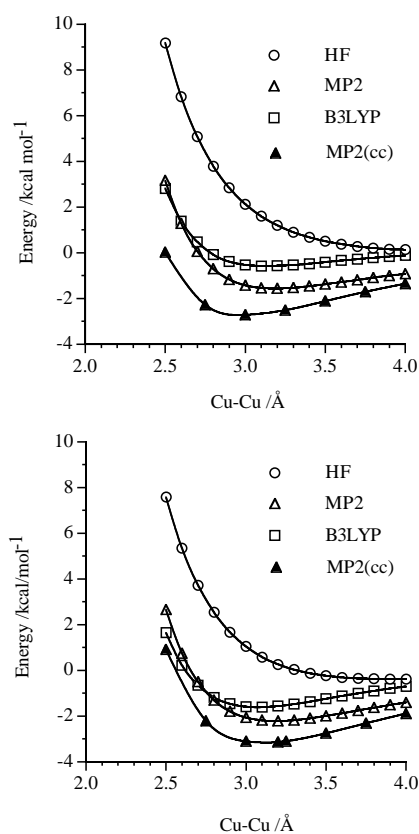 10
8
6
4
2
0
-2
-4
Energy /kcal mol-1
HF
MP2
B3LYP
MP2(cc)
2.0 2.5 3.0 3.5 4.0
Cu-Cu /Å
10
8
6
4
2
0
-2
-4
Energy /kcal/mol-1
HF
MP2
B3LYP
MP2(cc)
2.0 2.5 3.0 3.5 4.0
Cu-Cu /Å